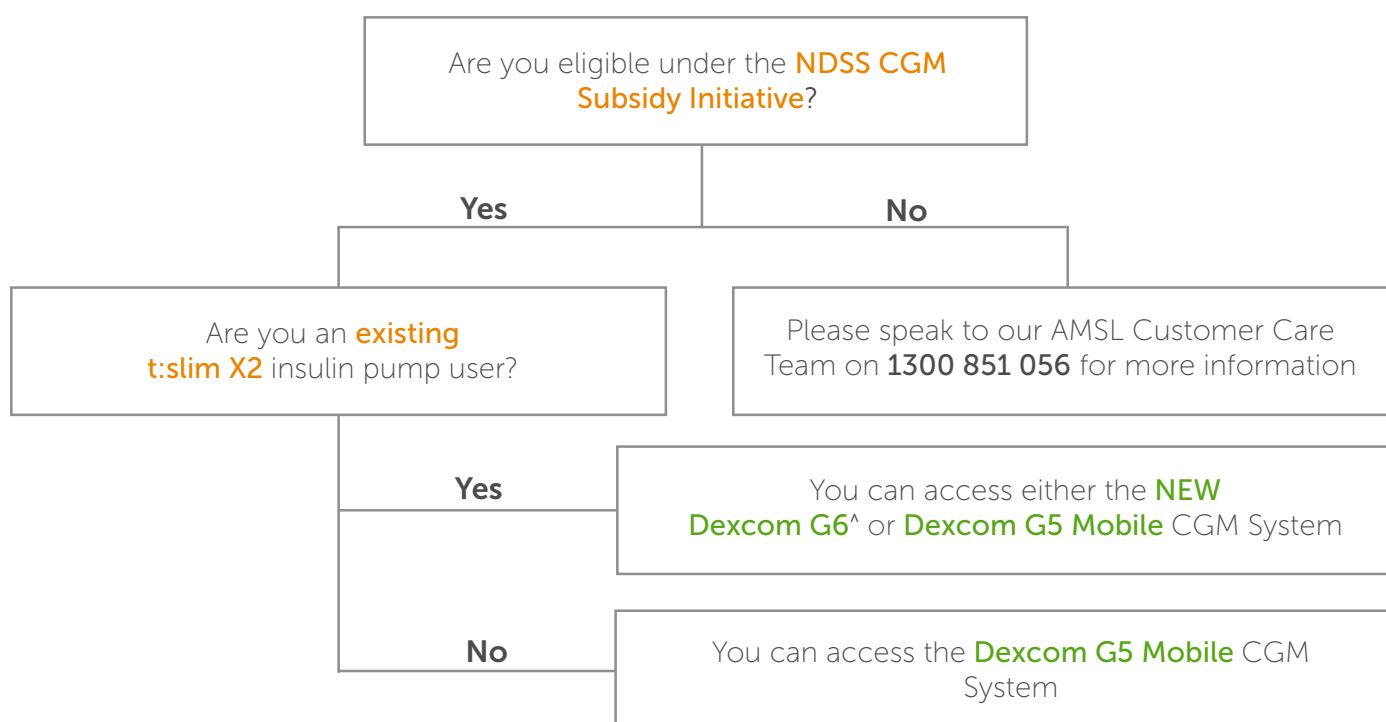 Are you eligible under the NDSS CGM
Subsidy Initiative?
Yes
No
Are you an existing
t:slim X2 insulin pump user?
Please speak to our AMSL Customer Care
Team on 1300 851 056 for more information
Yes
You can access either the NEW
Dexcom G6^ or Dexcom G5 Mobile CGM System
No
You can access the Dexcom G5 Mobile CGM
System